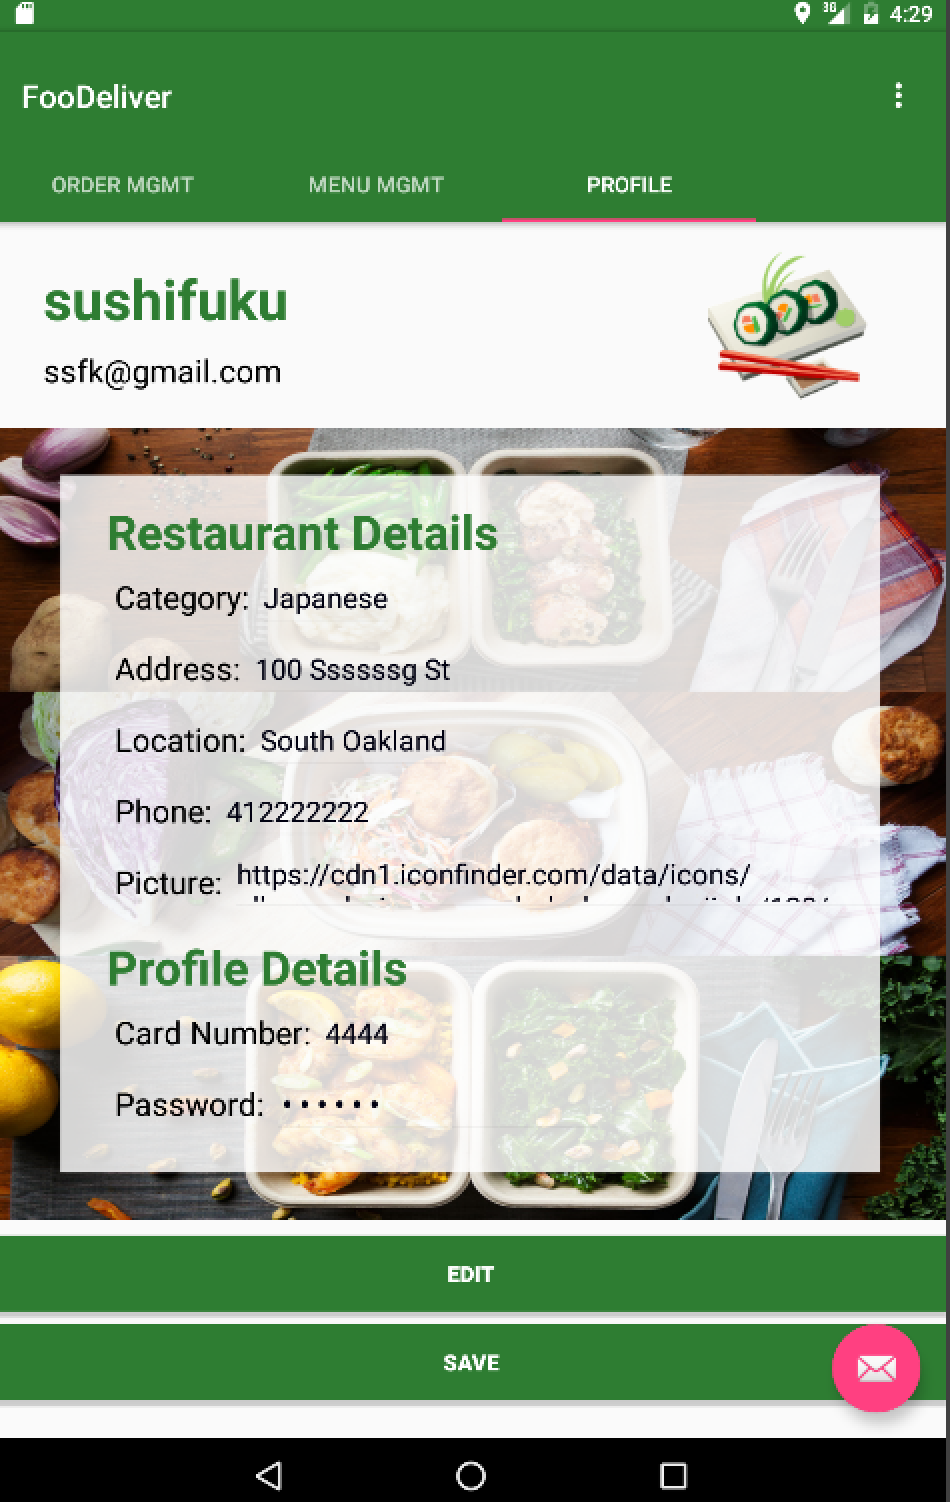 3G 4:29
FooDeliver
ORDER MGMT MENU MGMT PROFILE
sushifuku
ssfk@gmail.com
Restaurant Details
Category: Japanese
Address: 100 Ssssssg St
Location: South Oakland
Phone: 412222222
Picture: https://cdn1.iconfinder.com/data/icons/
Profile Details
Card Number: 4444
Password: ••••••
EDIT
SAVE